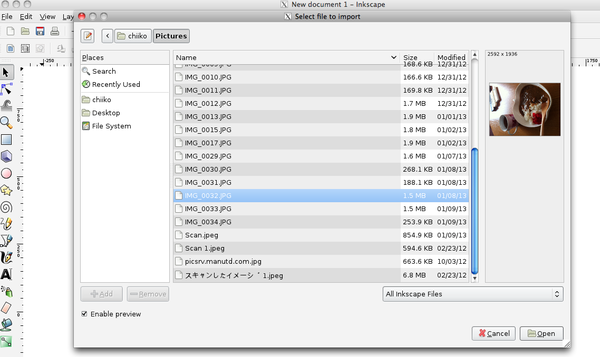 New document 1 – Inkscape
File Edit View Lay
Select file to import
chiiko Pictures
Places
Search
Recently Used
chiiko
Desktop
File System
Name Size Modified
168.6 KB 12/31/12
IMG_0010.JPG 166.6 KB 12/31/12
IMG_0011.JPG 169.8 KB 12/31/12
IMG_0012.JPG 1.7 MB 12/31/12
IMG_0013.JPG 1.9 MB 01/01/13
IMG_0015.JPG 1.8 MB 01/02/13
IMG_0017.JPG 1.9 MB 01/02/13
IMG_0029.JPG 1.6 MB 01/07/13
IMG_0030.JPG 268.1 KB 01/08/13
IMG_0031.JPG 188.1 KB 01/08/13
IMG_0032.JPG 1.5 MB 01/08/13
IMG_0033.JPG 1.5 MB 01/09/13
IMG_0034.JPG 253.9 KB 01/09/13
Scan.jpeg 854.9 KB 01/09/13
Scan 1.jpeg 594.6 KB 02/23/12
picsrv.manutd.com.jpg 663.6 KB 10/03/12
スキャンしたイメージ 1.jpeg 6.8 MB 02/23/12
2592 x 1936
Add Remove
All Inkscape Files
Enable preview
Cancel Open
-250
1750